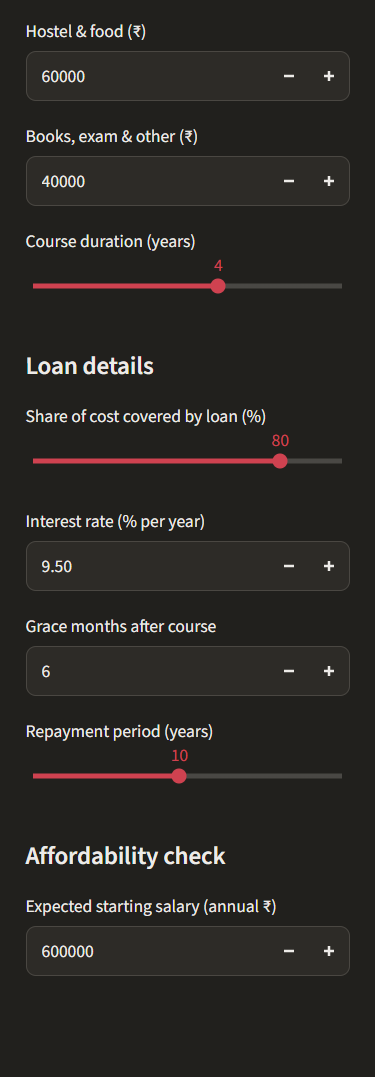 Hostel & food (₹)
60000
Books, exam & other (₹)
40000
Course duration (years)
4
Loan details
Share of cost covered by loan (%)
80
Interest rate (% per year)
9.50
Grace months after course
6
Repayment period (years)
10
Affordability check
Expected starting salary (annual ₹)
600000